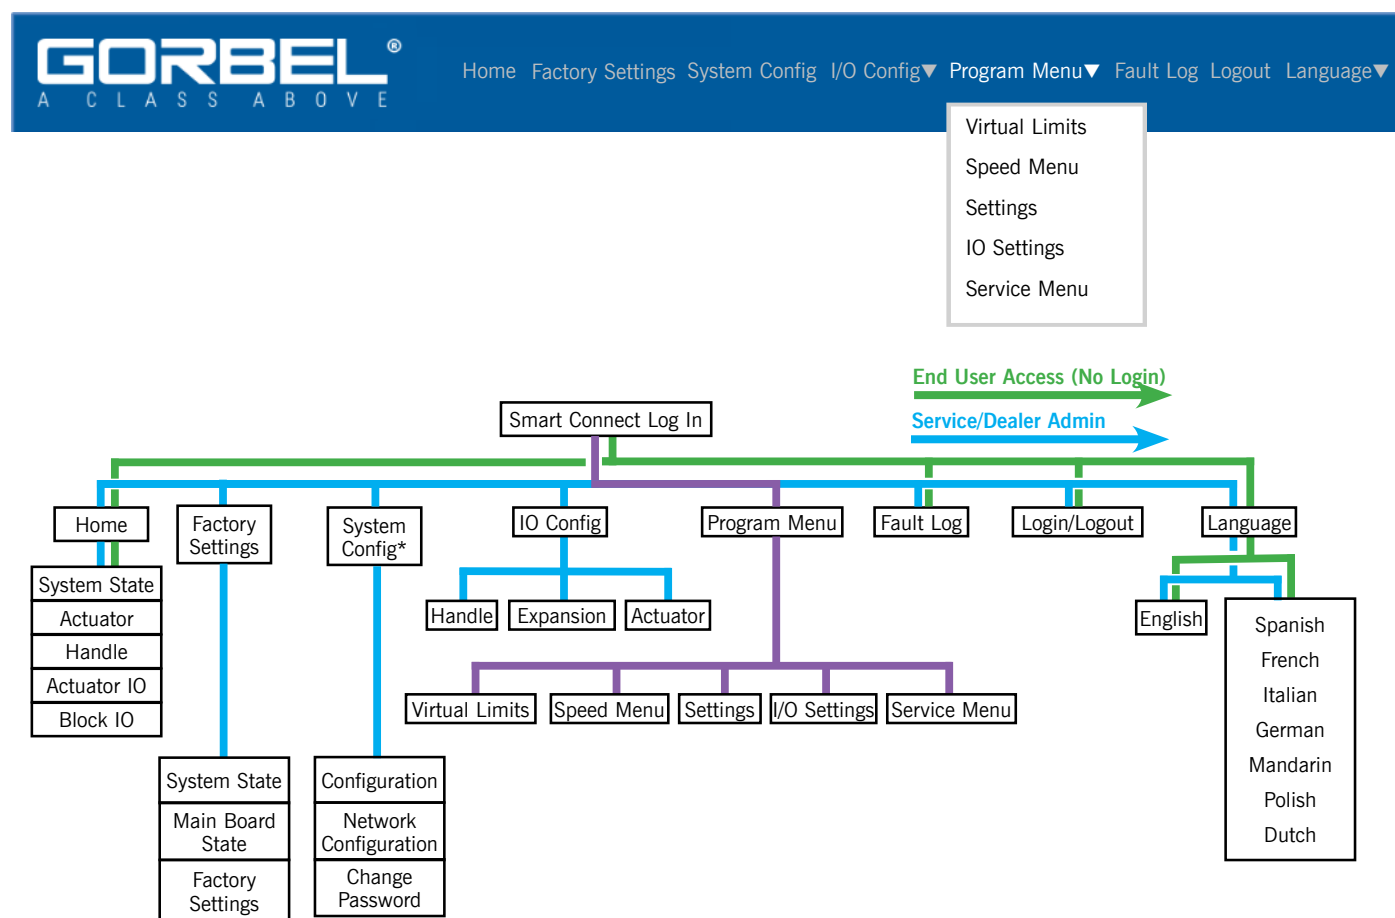 GORBEL®
A CLASS ABOVE
Home Factory Settings System Config I/O Config▼ Program Menu▼ Fault Log Logout Language▼
Virtual Limits
Speed Menu
Settings
IO Settings
Service Menu
End User Access (No Login)
Service/Dealer Admin
Smart Connect Log In
Home
Factory
Settings
System
Config*
IO Config
Program Menu
Fault Log
Login/Logout
Language
System State
Actuator
Handle
Actuator IO
Block IO
Handle
Expansion
Actuator
English
Spanish
French
Italian
German
Mandarin
Polish
Dutch
Virtual Limits
Speed Menu
Settings
I/O Settings
Service Menu
System State
Main Board
State
Factory
Settings
Configuration
Network
Configuration
Change
Password